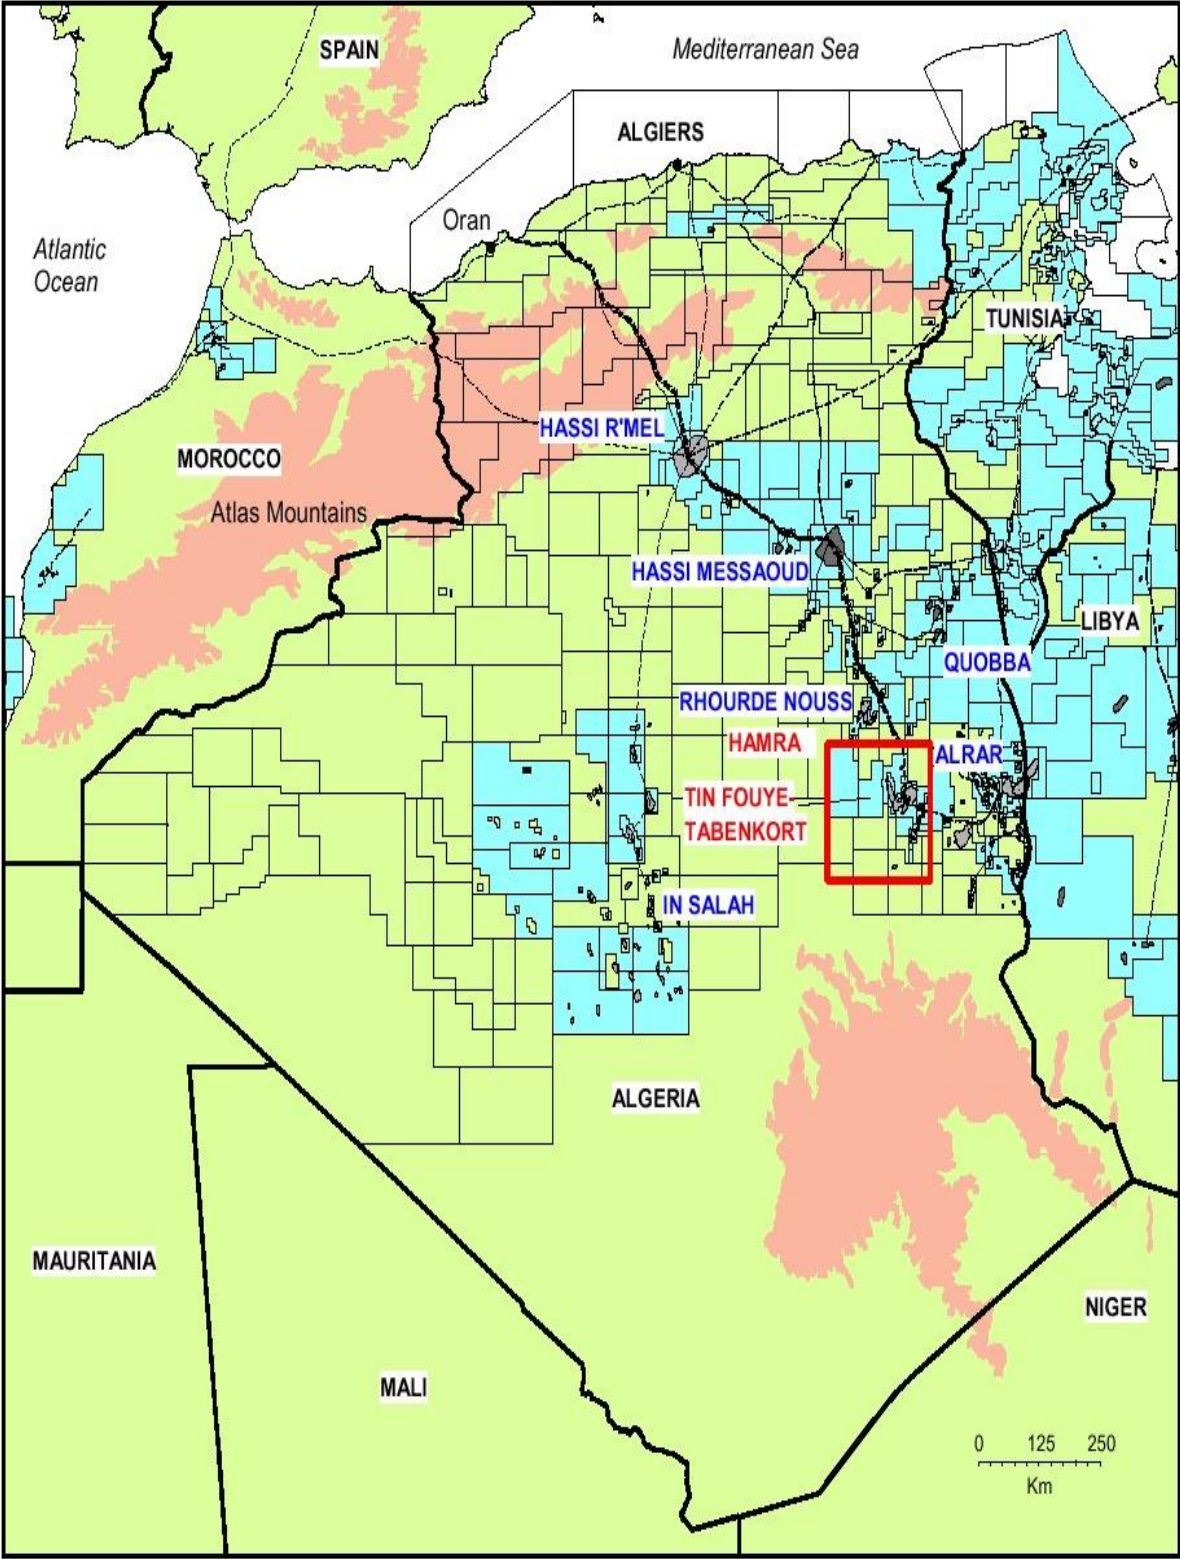 SPAIN
Mediterranean Sea
ALGIERS
Oran
Atlantic
Ocean
TUNISIA
HASSI R'MEL
MOROCCO
Atlas Mountains
HASSI MESSAOUD
LIBYA
QUOBBA
RHOURDE NOUSS
HAMRA
ALRAR
TIN FOUYE-
TABENKORT
IN SALAH
ALGERIA
MAURITANIA
NIGER
MALI
0 125 250
Km